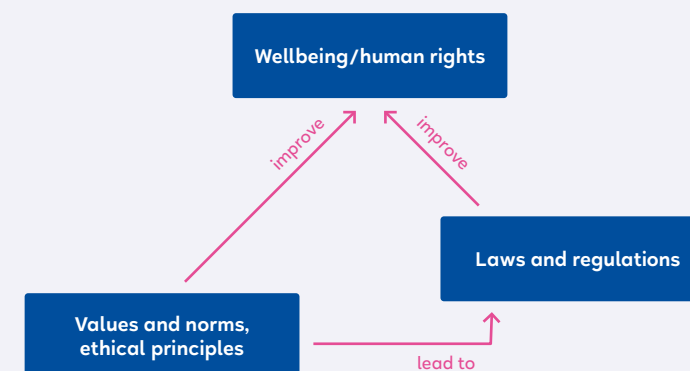 Wellbeing/human rights
improve
improve
Laws and regulations
Values and norms,
ethical principles
lead to